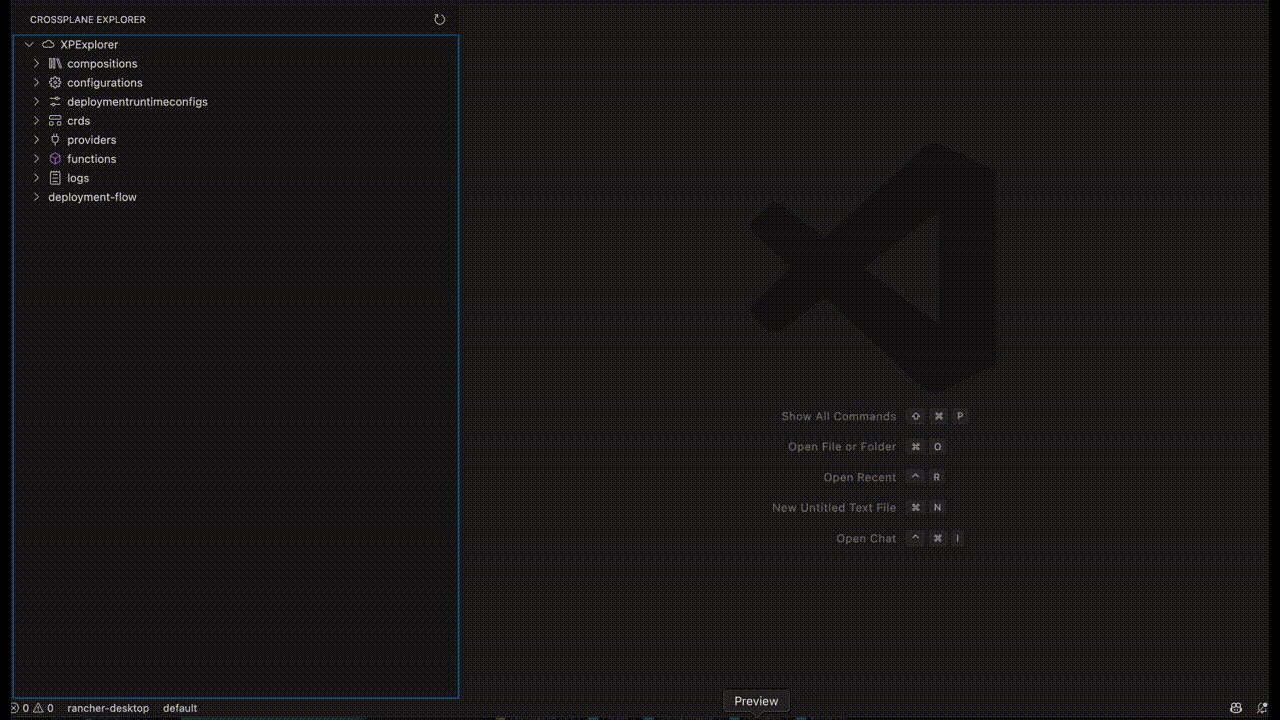 CROSSPLANE EXPLORER
XPExplorer
compositions
configurations
deploymentruntimeconfigs
crds
providers
functions
logs
deployment-flow
Show All Commands ⇧ ⌘ P
Open File or Folder ⌘ O
Open Recent ^ R
New Untitled Text File ⌘ N
Open Chat ^ ⌘ I
Preview
0 0 rancher-desktop default